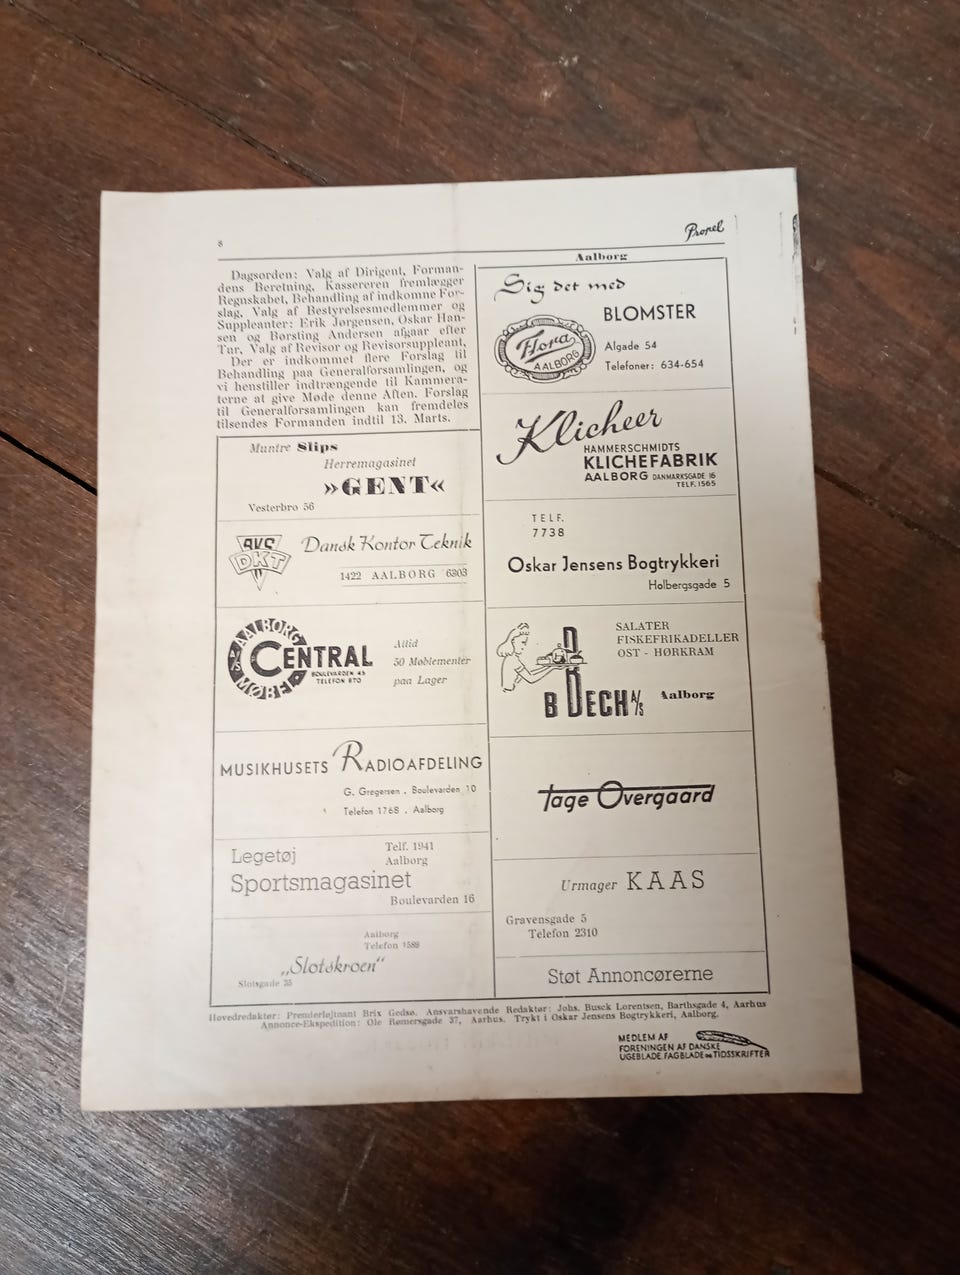 8
Propel
Dagsorden: Valg af Dirigent, Forman-
dens Beretning, Kassereren fremlægger
Regnskabet, Behandling af indkomne For-
slag, Valg af Bestyrelsesmedlemmer og
Suppleanter: Erik Jørgensen, Oskar Han-
sen og Børsting Andersen afgaar efter
Tur, Valg af Revisor og Revisorsuppleant,
Der er indkommet flere Forslag til
Behandling paa Generalforsamlingen, og
vi henstiller indtrængende til Kammera-
terne at give Møde denne Aften. Forslag
til Generalforsamlingen kan fremdeles
tilsendes Formanden indtil 13. Marts.
Muntre Slips
Herremagasinet
»GENT«
Vesterbro 56
DKT
Dansk Kontor Teknik
1422 AALBORG 6303
AALBORG
CENTRAL
MØBEL
BOULEVARDEN 45
TELEFON 870
Altid
50 Møblementer
paa Lager
MUSIKHUSETS RADIOAFDELING
G. Gregersen . Boulevarden 10
Telefon 1768 . Aalborg
Legetøj
Telf. 1941
Aalborg
Sportsmagasinet
Boulevarden 16
Aalborg
Telefon 1589
„Slotskroen“
Slotsgade 35
Aalborg
Sig det med
BLOMSTER
Flora
AALBORG
Algade 54
Telefoner: 634-654
Klicheer
HAMMERSCHMIDTS
KLICHEFABRIK
AALBORG DANMARKSGADE 16
TELF. 1565
TELF.
7738
Oskar Jensens Bogtrykkeri
Holbergsgade 5
SALATER
FISKEFRIKADELLER
OST - HØRKRAM
B UECH A/S Aalborg
Tage Overgaard
Urmager KAAS
Gravensgade 5
Telefon 2310
Støt Annoncørerne
Hovedredaktør: Premierløjtnant Brix Gedsø. Ansvarshavende Redaktør: Johs. Busck Lorentsen, Barthsgade 4, Aarhus
Annonce-Ekspedition: Ole Rømersgade 37, Aarhus. Trykt i Oskar Jensens Bogtrykkeri, Aalborg.
MEDLEM AF
FORENINGEN AF DANSKE
UGEBLADE, FAGBLADE OG TIDSSKRIFTER